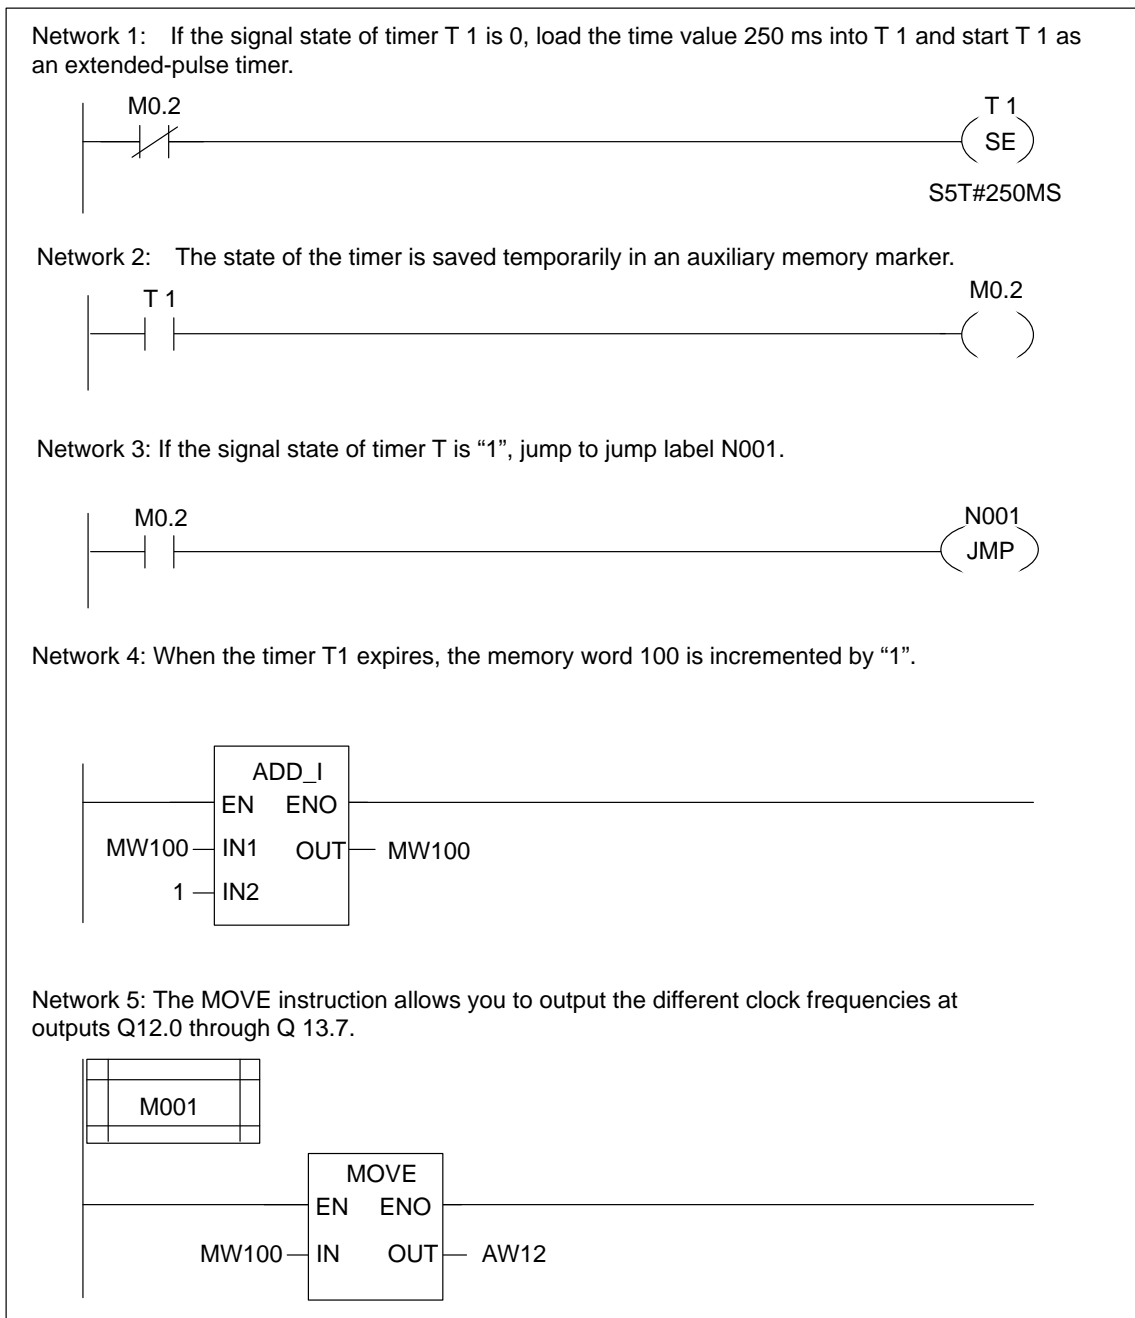 Network 1: If the signal state of timer T 1 is 0, load the time value 250 ms into T 1 and start T 1 as
an extended-pulse timer.
M0.2
T 1
SE
S5T#250MS
Network 2: The state of the timer is saved temporarily in an auxiliary memory marker.
T 1
M0.2
Network 3: If the signal state of timer T is “1”, jump to jump label N001.
M0.2
N001
JMP
Network 4: When the timer T1 expires, the memory word 100 is incremented by “1”.
ADD_I
EN ENO
MW100 IN1 OUT MW100
1 IN2
Network 5: The MOVE instruction allows you to output the different clock frequencies at
outputs Q12.0 through Q 13.7.
M001
MOVE
EN ENO
MW100 IN OUT AW12